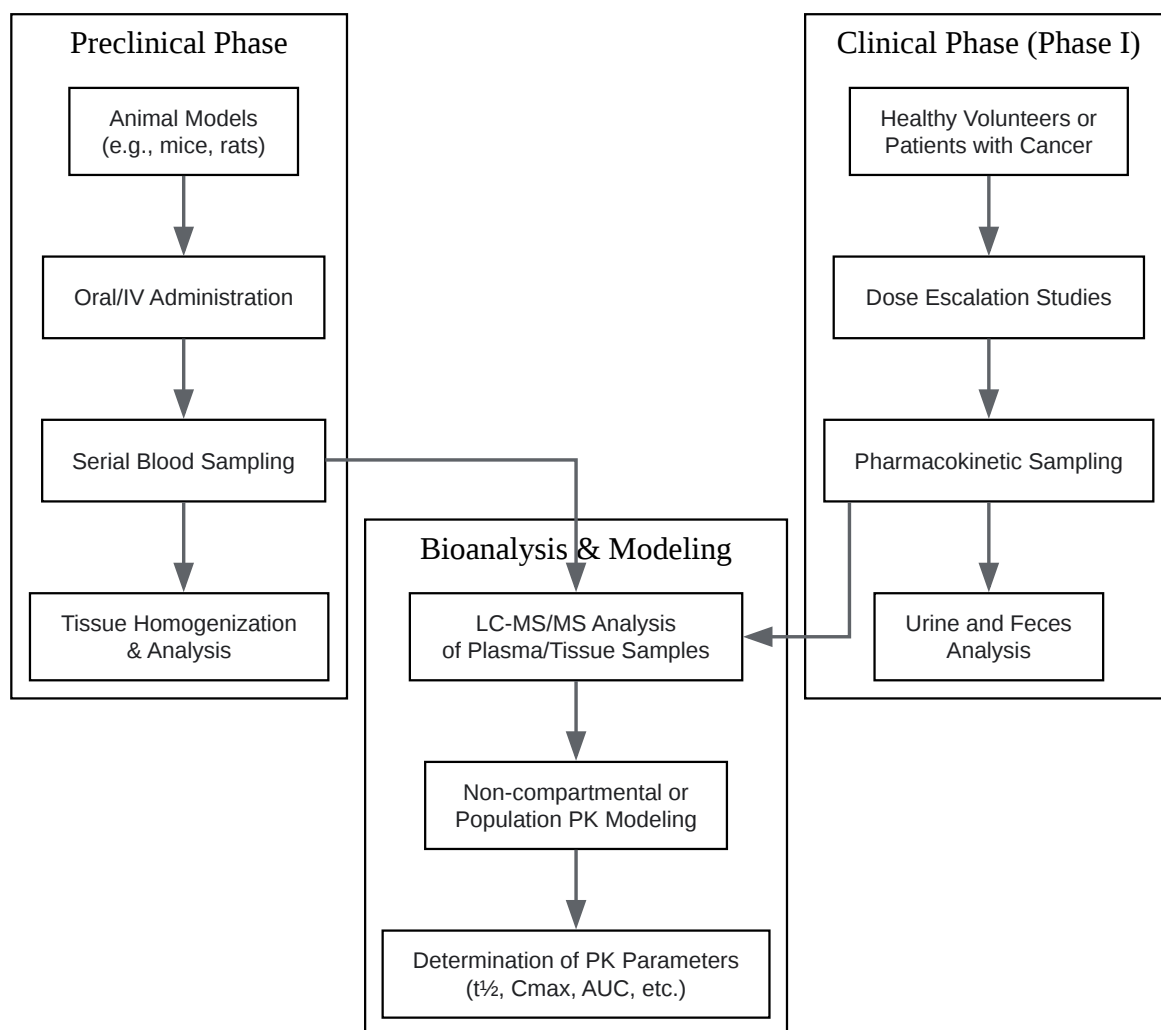 Preclinical Phase
Animal Models
(e.g., mice, rats)
Oral/IV Administration
Serial Blood Sampling
Tissue Homogenization
& Analysis
Clinical Phase (Phase I)
Healthy Volunteers or
Patients with Cancer
Dose Escalation Studies
Pharmacokinetic Sampling
Urine and Feces
Analysis
Bioanalysis & Modeling
LC-MS/MS Analysis
of Plasma/Tissue Samples
Non-compartmental or
Population PK Modeling
Determination of PK Parameters
(t½, Cmax, AUC, etc.)